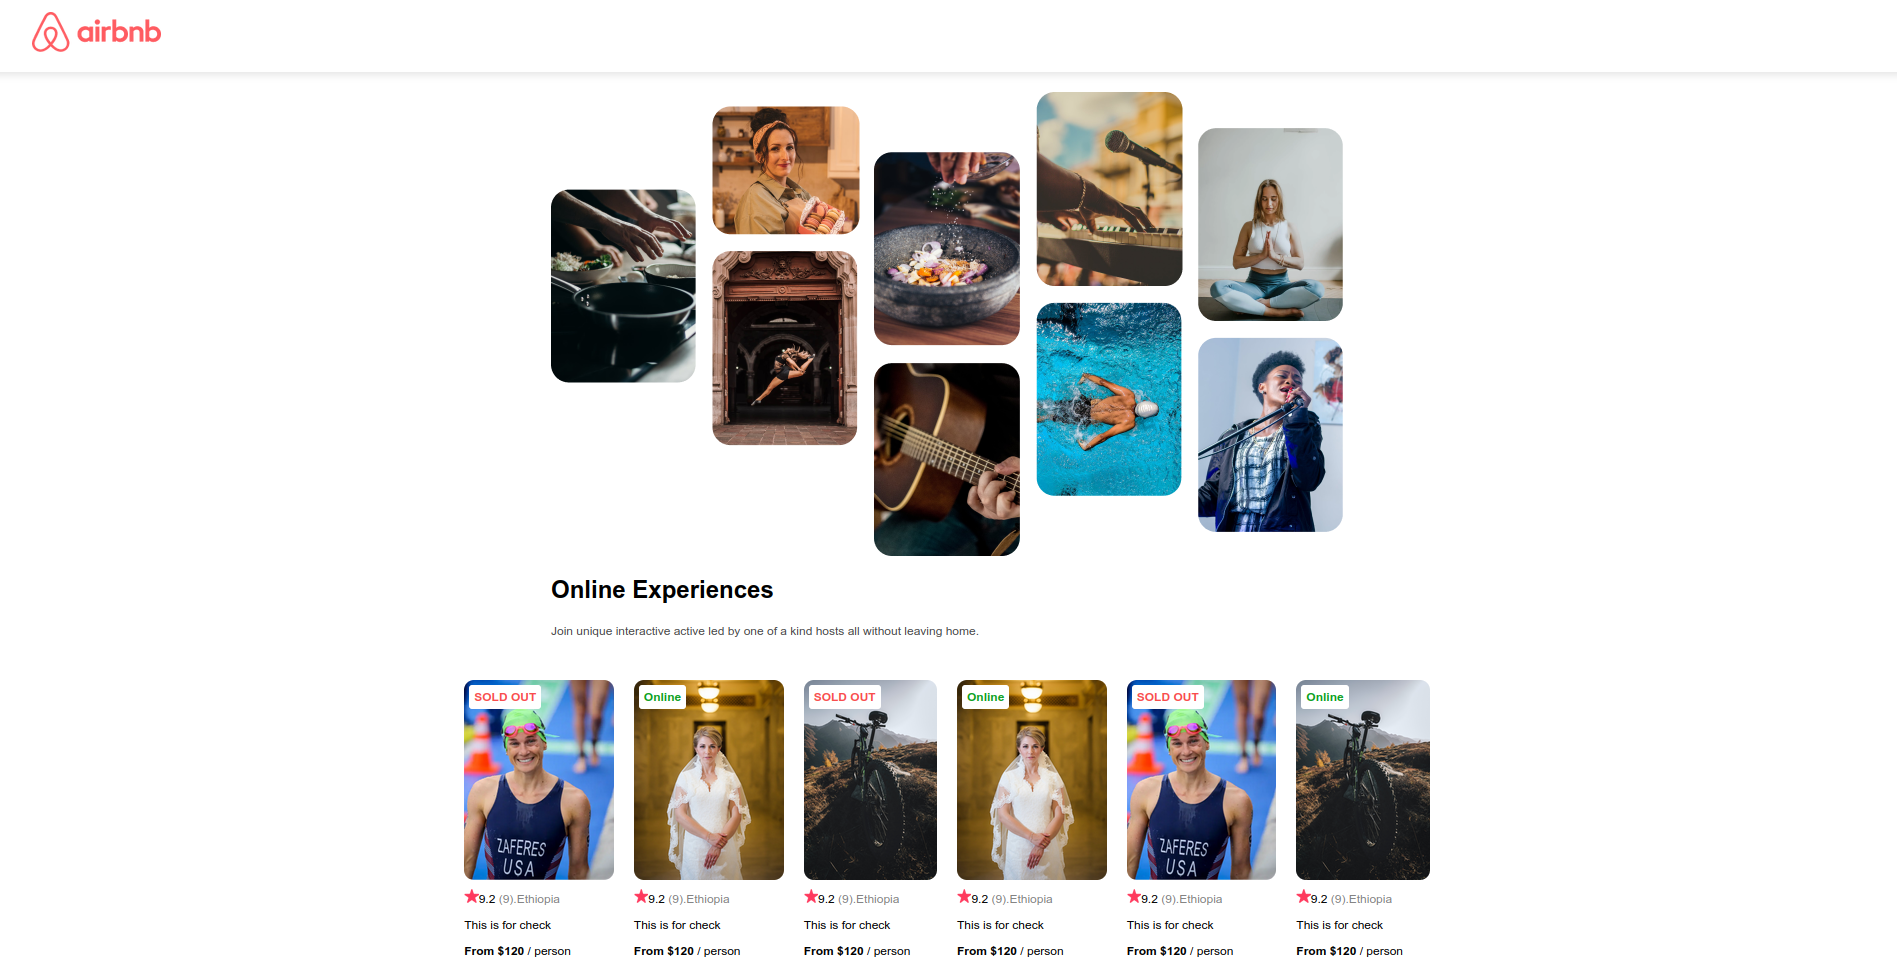 airbnb
Online Experiences
Join unique interactive active led by one of a kind hosts all without leaving home.
SOLD OUT
ZAFERES
USA
9.2 (9).Ethiopia
This is for check
From $120 / person
Online
9.2 (9).Ethiopia
This is for check
From $120 / person
SOLD OUT
9.2 (9).Ethiopia
This is for check
From $120 / person
Online
9.2 (9).Ethiopia
This is for check
From $120 / person
SOLD OUT
ZAFERES
USA
9.2 (9).Ethiopia
This is for check
From $120 / person
Online
9.2 (9).Ethiopia
This is for check
From $120 / person